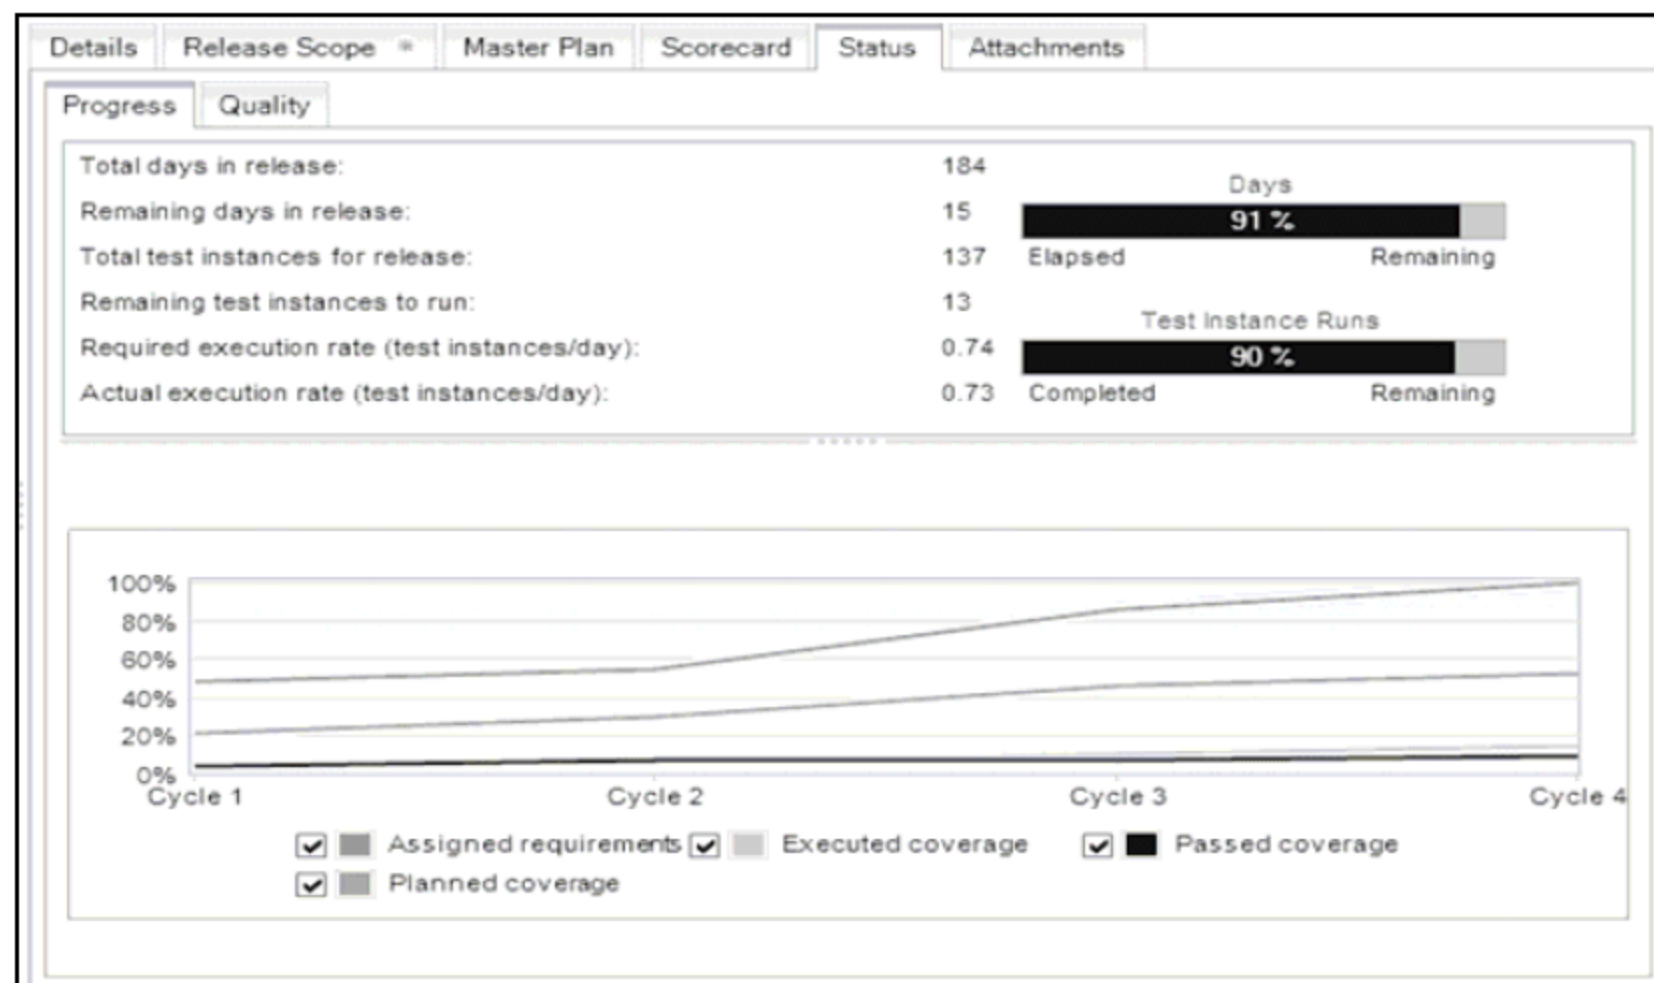 Details Release Scope * Master Plan Scorecard Status Attachments
Progress Quality
Total days in release: 184
Remaining days in release: 15
Total test instances for release: 137
Remaining test instances to run: 13
Required execution rate (test instances/day): 0.74
Actual execution rate (test instances/day): 0.73
Days
91 %
Elapsed Remaining
Test Instance Runs
90 %
Completed Remaining
100%
80%
60%
40%
20%
0%
Cycle 1 Cycle 2 Cycle 3 Cycle 4
Assigned requirements Executed coverage Passed coverage
Planned coverage